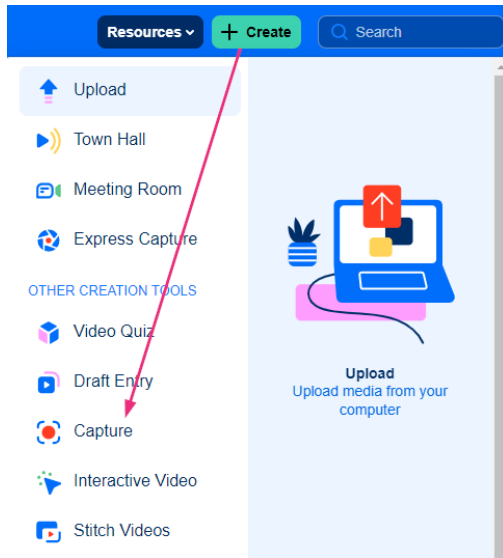 Resources
+ Create
Search
Upload
Town Hall
Meeting Room
Express Capture
OTHER CREATION TOOLS
Video Quiz
Draft Entry
Capture
Interactive Video
Stitch Videos
Upload
Upload media from your
computer